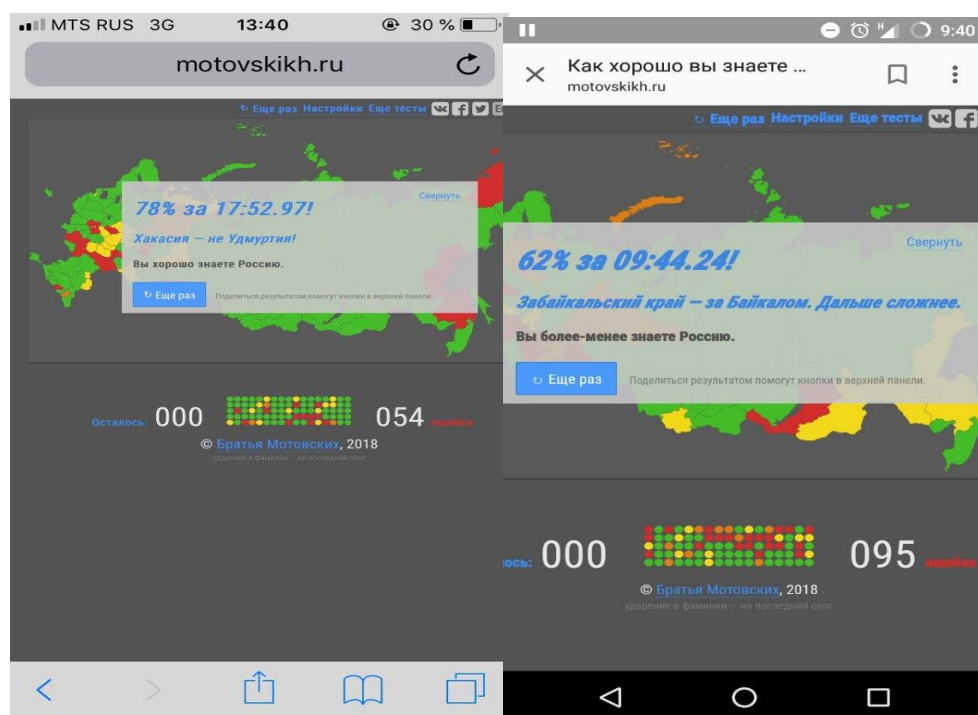 MTS RUS 3G 13:40 30 %
motovskikh.ru
Еще раз Настройки Еще тесты
Свернуть
78% за 17:52.97!
Хакасия — не Удмуртия!
Вы хорошо знаете Россию.
Еще раз
Поделиться результатом помогут кнопки в верхней панели.
Осталось: 000 054 ошибки
© Братья Мотовских, 2018
ударение в фамилии — на последний слог
H 9:40
Как хорошо вы знаете ...
motovskikh.ru
Еще раз Настройки Еще тесты
Свернуть
62% за 09:44.24!
Забайкальский край — за Байкалом. Дальше сложнее.
Вы более-менее знаете Россию.
Еще раз
Поделиться результатом помогут кнопки в верхней панели.
ось: 000 095 ошибок
© Братья Мотовских, 2018
ударение в фамилии — на последний слог